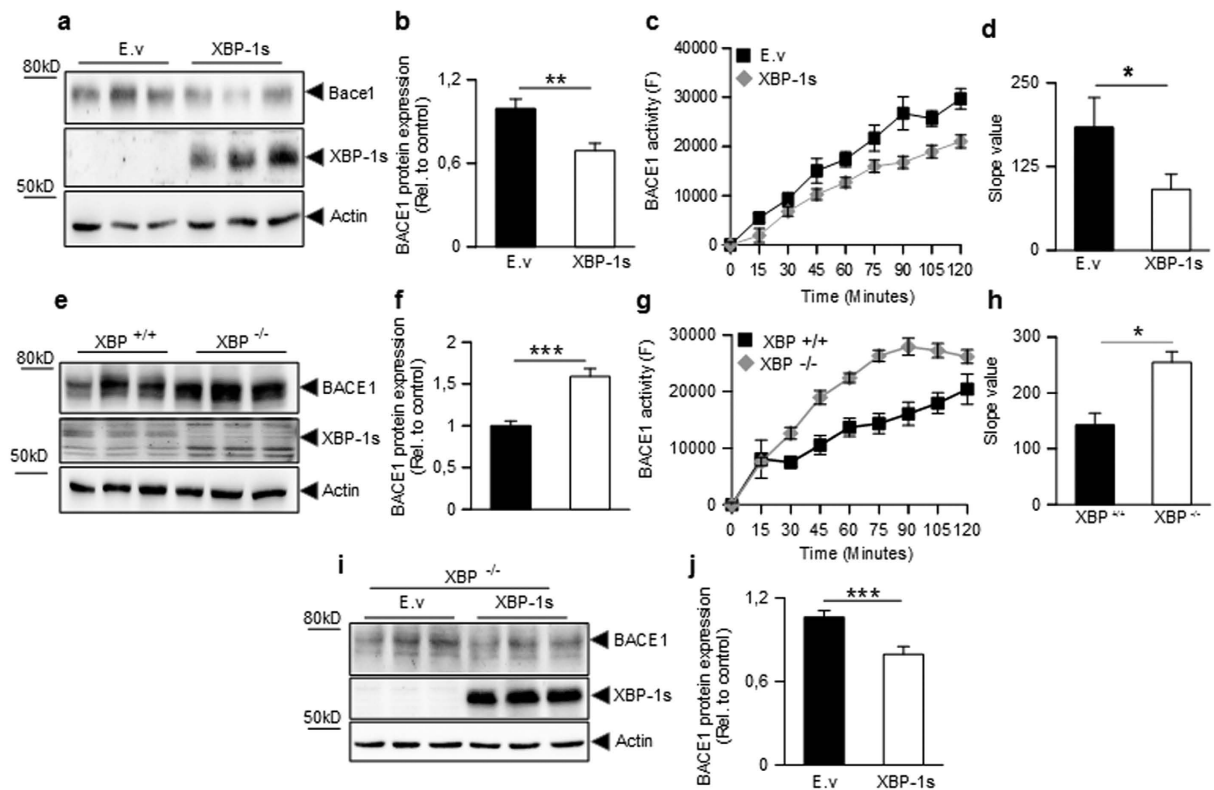 a
E.v XBP-1s
80kD
Bace1
XBP-1s
50kD
Actin
b
BACE1 protein expression
(Rel. to control)
1,2
0,6
0
**
E.v XBP-1s
c
BACE1 activity (F)
40000
30000
20000
10000
0
E.v
XBP-1s
0 15 30 45 60 75 90 105 120
Time (Minutes)
d
Slope value
250
125
0
*
E.v XBP-1s
e
XBP +/+ XBP -/-
80kD
BACE1
XBP-1s
50kD
Actin
f
BACE1 protein expression
(Rel. to control)
2
1,5
1
0,5
0
***
g
BACE1 activity (F)
30000
20000
10000
0
XBP +/+
XBP -/-
0 15 30 45 60 75 90 105 120
Time (Minutes)
h
Slope value
300
200
100
0
*
XBP +/+ XBP -/-
i
XBP -/-
E.v XBP-1s
80kD
BACE1
XBP-1s
50kD
Actin
j
BACE1 protein expression
(Rel. to control)
1,2
0,6
0
***
E.v XBP-1s